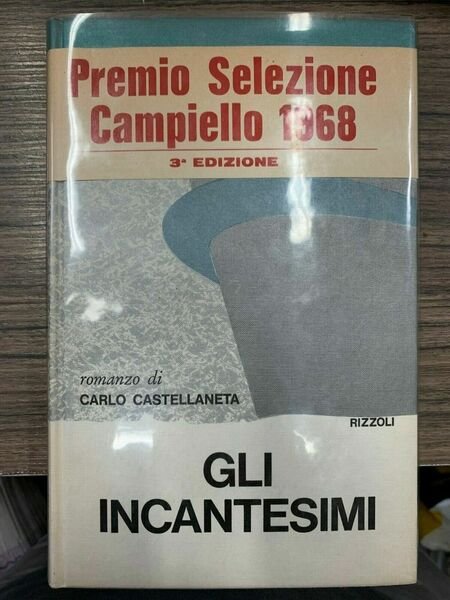 Premio Selezione
Campiello 1968
3ª EDIZIONE
romanzo di
CARLO CASTELLANETA
RIZZOLI
GLI
INCANTESIMI